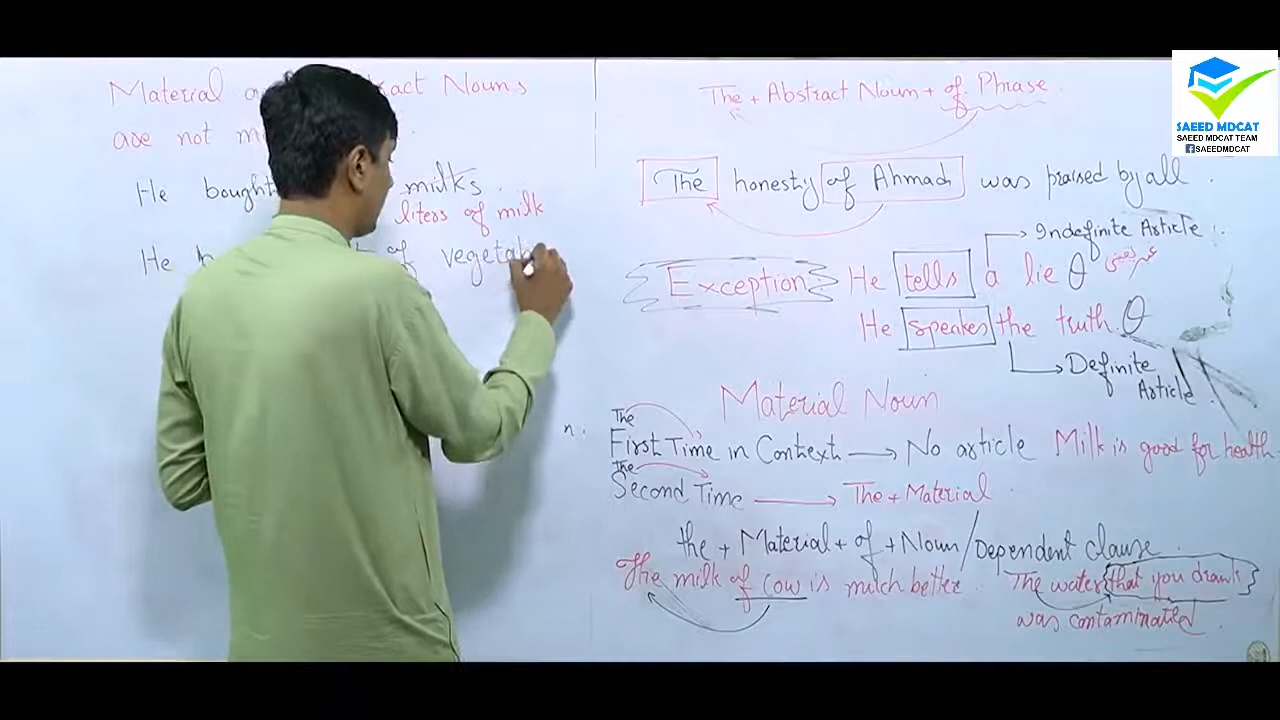 Material ract Nouns
are not m
He bought milks.
liters of milk
He of
The + Abstract Noun + of Phrase
The honesty of Ahmad was praised by all.
Indefinite Article
Exception He tells a lie θ
He speakes the truth. θ
Definite
Article
Material Noun
The
First Time in Context → No article Milk is good for health
The
Second Time → The + Material
n.
the + Material + of + Noun/Dependent clause.
The milk of cow is much better. The water that you drank
was contaminated
SAEED MDCAT
SAEED MDCAT TEAM
f SAEEDMDCAT